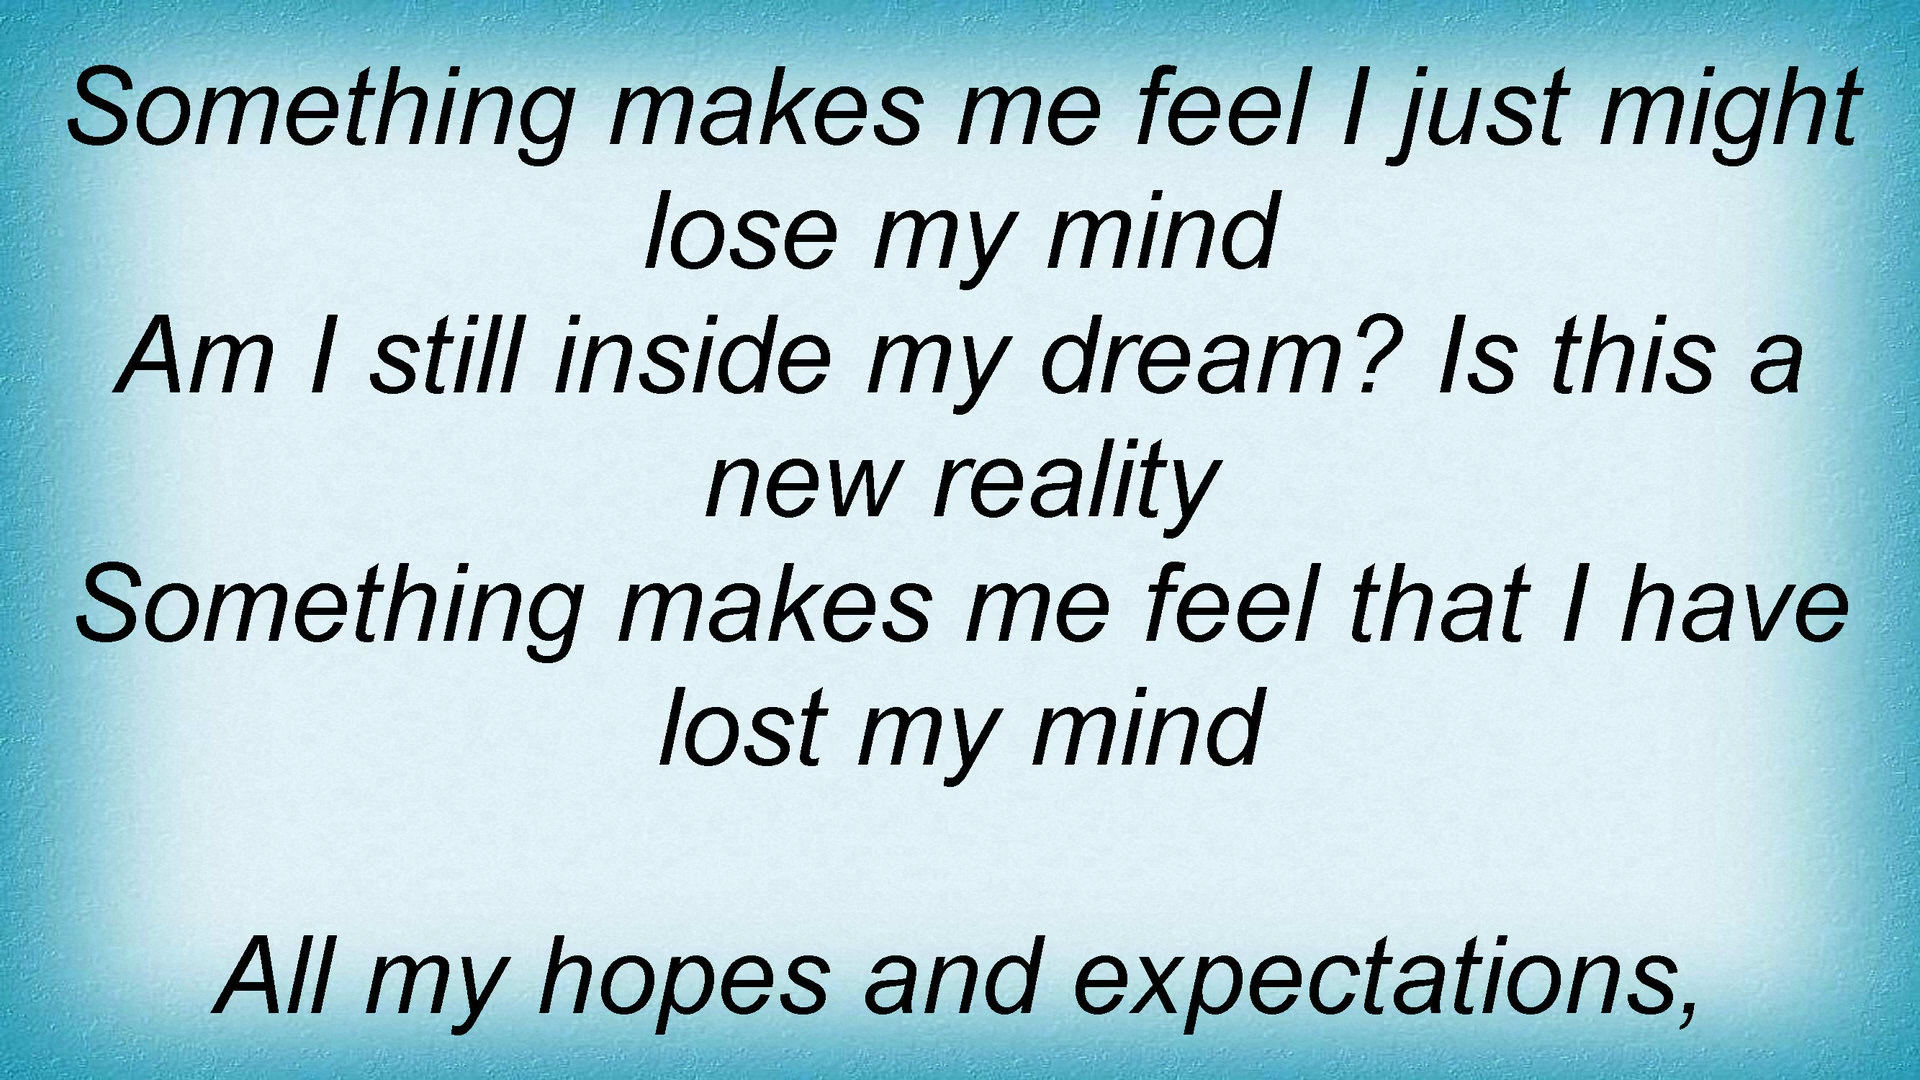 Something makes me feel I just might
lose my mind
Am I still inside my dream? Is this a
new reality
Something makes me feel that I have
lost my mind
All my hopes and expectations,